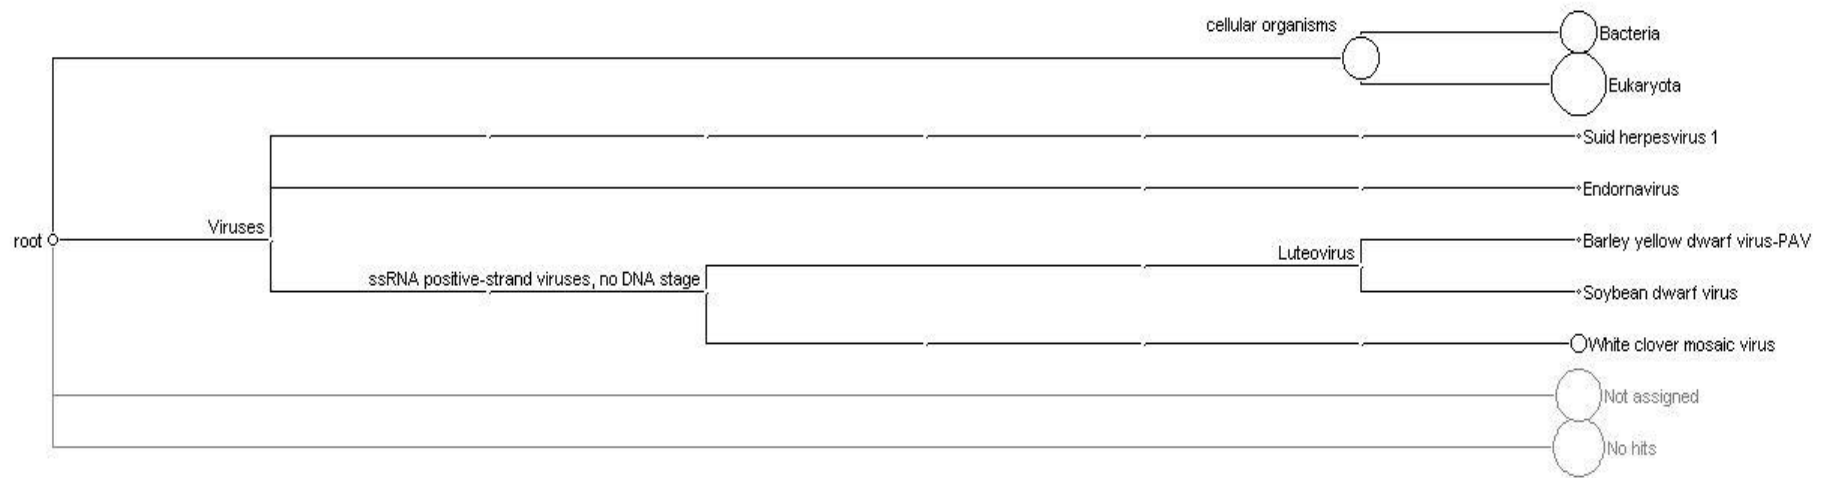 cellular organisms
Bacteria
Eukaryota
Suid herpesvirus 1
Endornavirus
Viruses
root
Barley yellow dwarf virus-PAV
Luteovirus
ssRNA positive-strand viruses, no DNA stage
Soybean dwarf virus
White clover mosaic virus
Not assigned
No hits